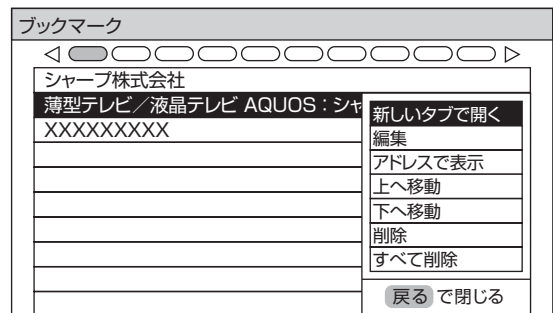 ブックマーク
シャープ株式会社
薄型テレビ／液晶テレビ AQUOS：シャ
XXXXXXXXX
新しいタブで開く
編集
アドレスで表示
上へ移動
下へ移動
削除
すべて削除
戻る で閉じる